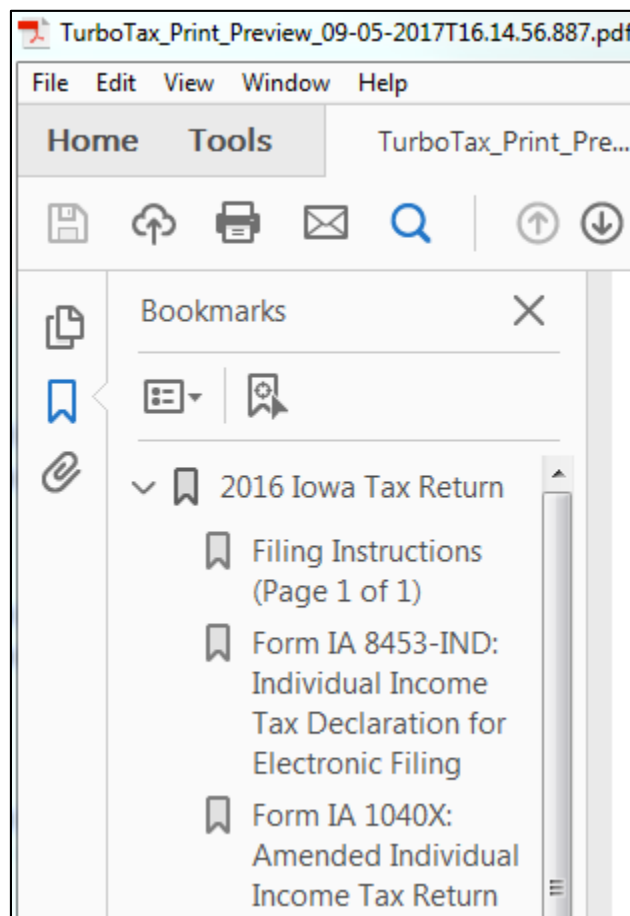 TurboTax_Print_Preview_09-05-2017T16.14.56.887.pdf
File Edit View Window Help
Home Tools TurboTax_Print_Pre...
Bookmarks
2016 Iowa Tax Return
Filing Instructions
(Page 1 of 1)
Form IA 8453-IND:
Individual Income
Tax Declaration for
Electronic Filing
Form IA 1040X:
Amended Individual
Income Tax Return